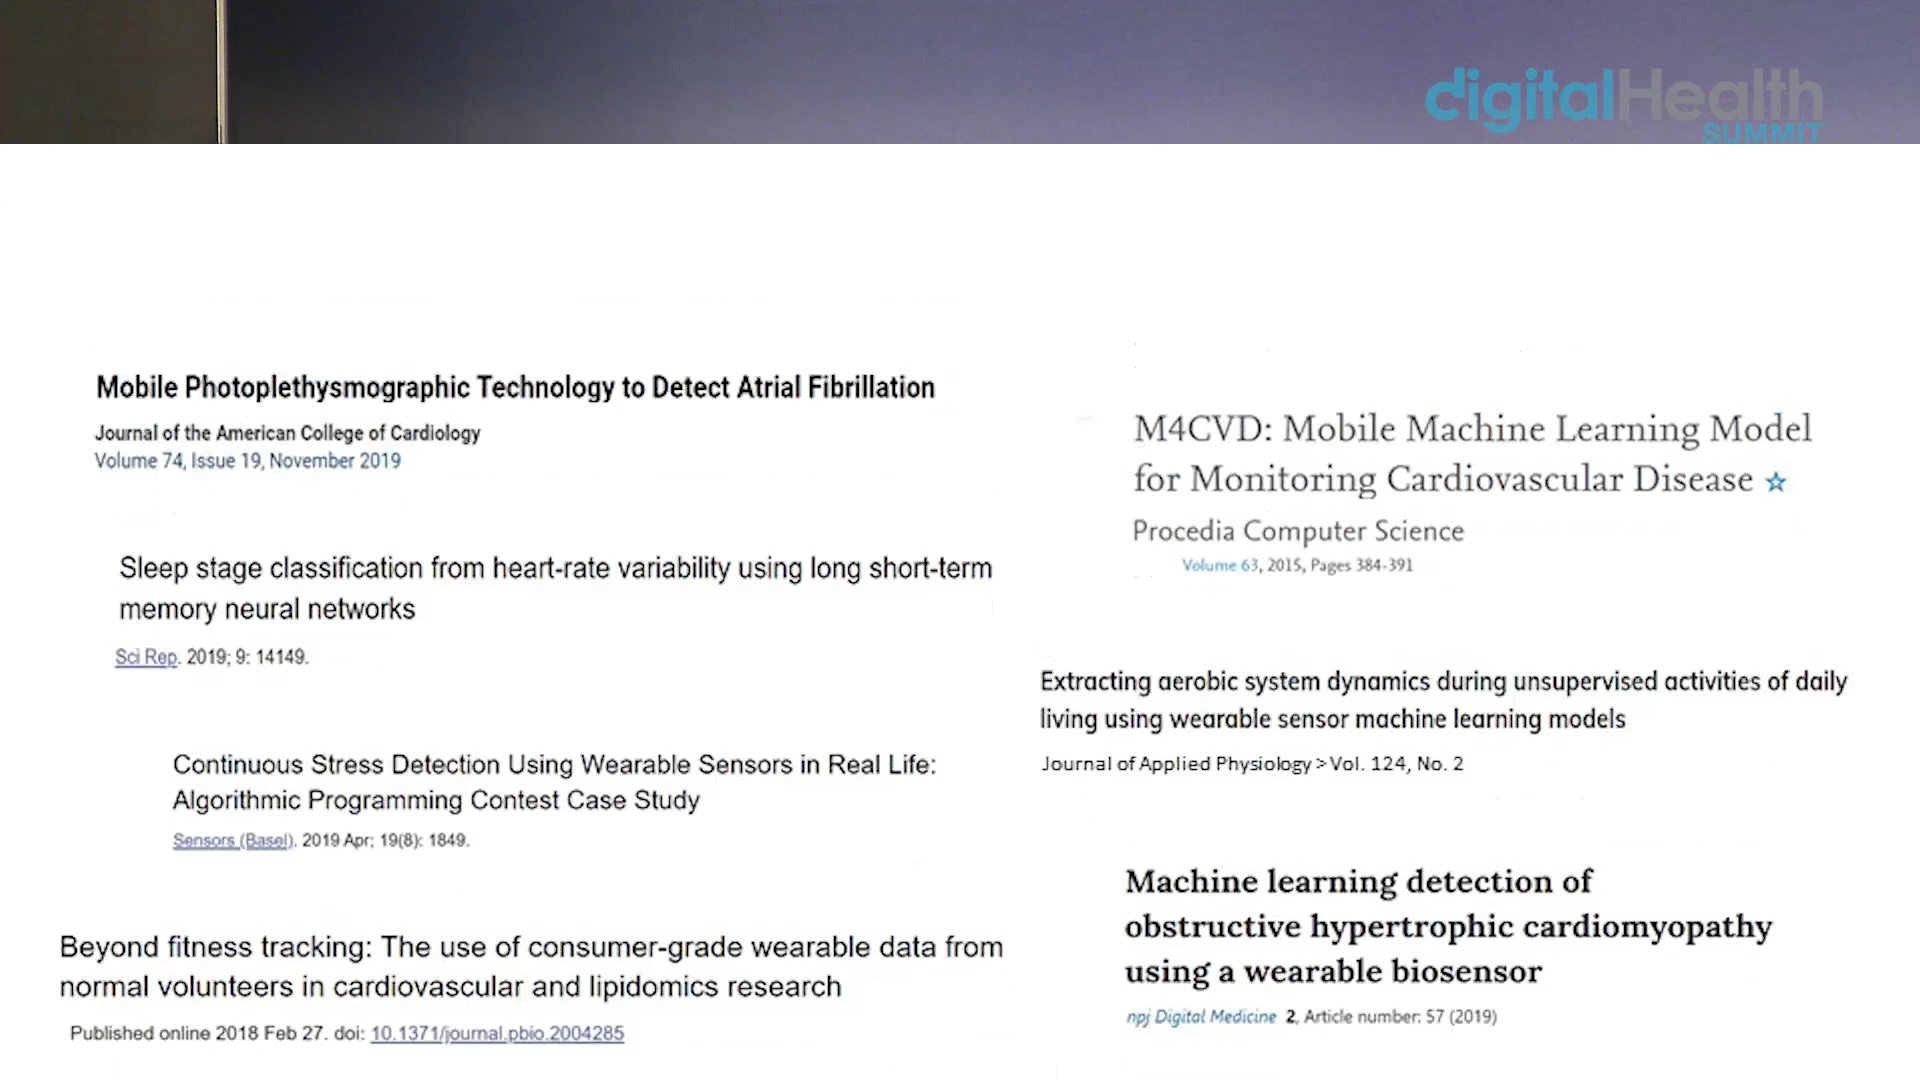 digitalHealth
SUMMIT
Mobile Photoplethysmographic Technology to Detect Atrial Fibrillation
Journal of the American College of Cardiology
Volume 74, Issue 19, November 2019
Sleep stage classification from heart-rate variability using long short-term
memory neural networks
Sci Rep. 2019; 9: 14149.
Continuous Stress Detection Using Wearable Sensors in Real Life:
Algorithmic Programming Contest Case Study
Sensors (Basel). 2019 Apr; 19(8): 1849.
Beyond fitness tracking: The use of consumer-grade wearable data from
normal volunteers in cardiovascular and lipidomics research
Published online 2018 Feb 27. doi: 10.1371/journal.pbio.2004285
M4CVD: Mobile Machine Learning Model
for Monitoring Cardiovascular Disease ☆
Procedia Computer Science
Volume 63, 2015, Pages 384-391
Extracting aerobic system dynamics during unsupervised activities of daily
living using wearable sensor machine learning models
Journal of Applied Physiology > Vol. 124, No. 2
Machine learning detection of
obstructive hypertrophic cardiomyopathy
using a wearable biosensor
npj Digital Medicine 2, Article number: 57 (2019)